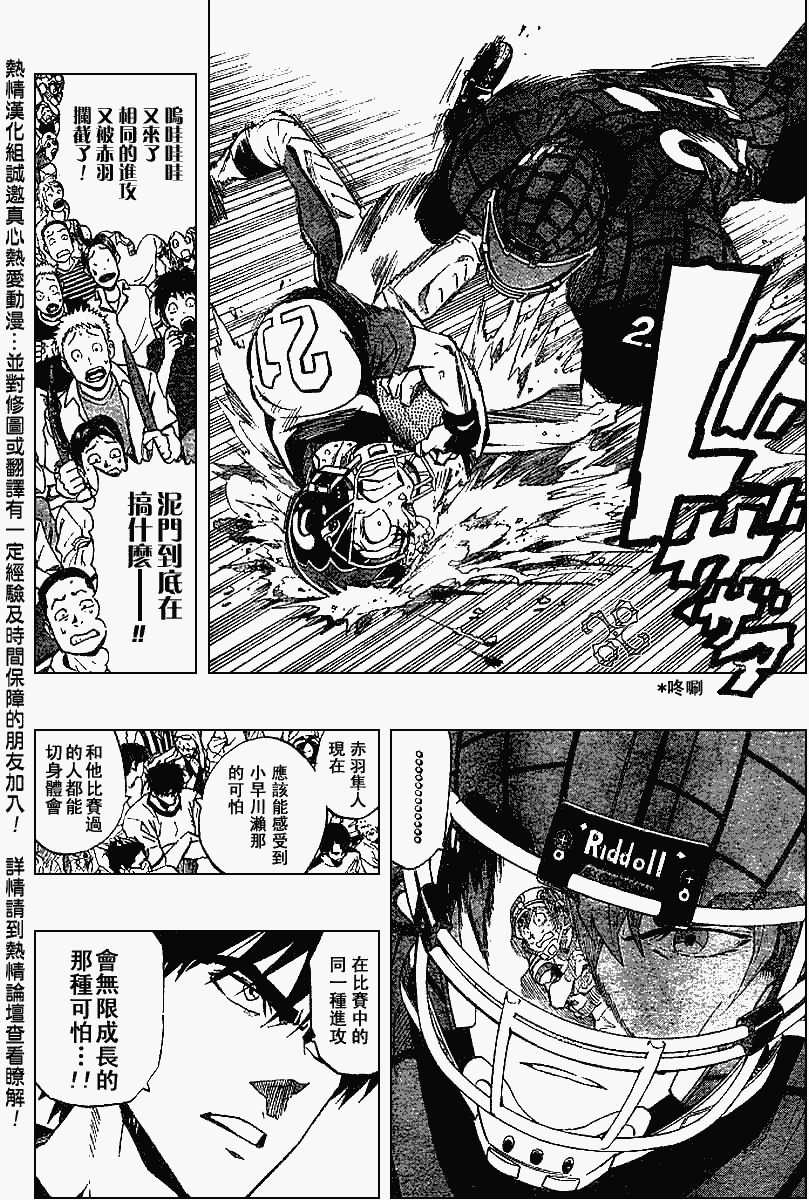 21
2
ドザザァ
*咚唰
嗚哇哇哇
又來了
相同的進攻
又被赤羽
攔截了！
泥門到底在
搞什麼──!!
…………
Riddell
赤羽隼人
現在
應該能感受到
小早川瀨那
的可怕
和他比賽過
的人都能
切身體會
在比賽中的
同一種進攻
會無限成長的
那種可怕…!!
熱情漢化組誠邀真心熱愛動漫…並對修圖或翻譯有一定經驗及時間保障的朋友加入！ 詳情請到熱情論壇查看瞭解！